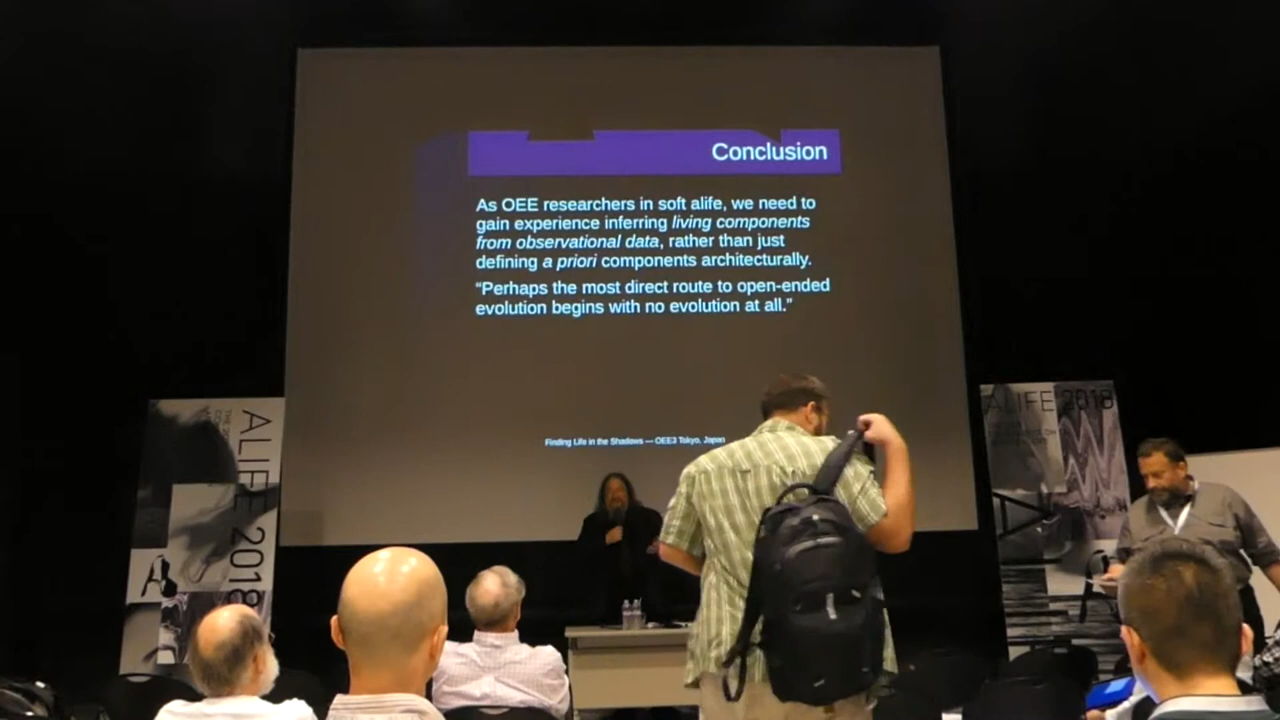 Conclusion
As OEE researchers in soft alife, we need to
gain experience inferring living components
from observational data, rather than just
defining a priori components architecturally.
“Perhaps the most direct route to open-ended
evolution begins with no evolution at all.”
Finding Life in the Shadows — OEE3 Tokyo, Japan
ALIFE 2018
ALIFE 2018